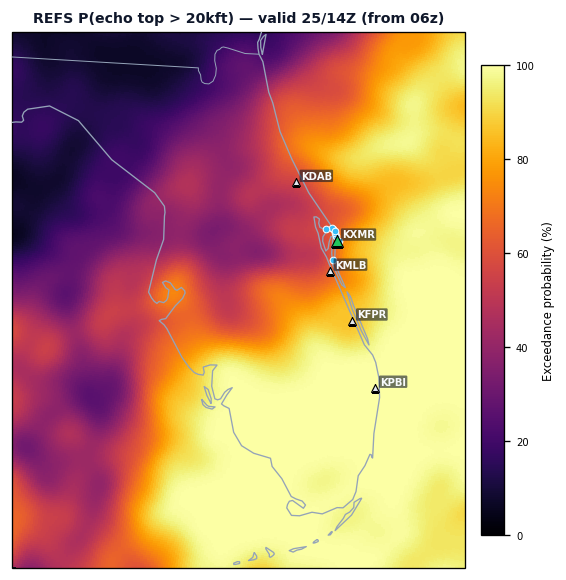 REFS P(echo top > 20kft) — valid 25/14Z (from 06z)
KDAB
KXMR
KMLB
KFPR
KPBI
100
80
60
40
20
0
Exceedance probability (%)